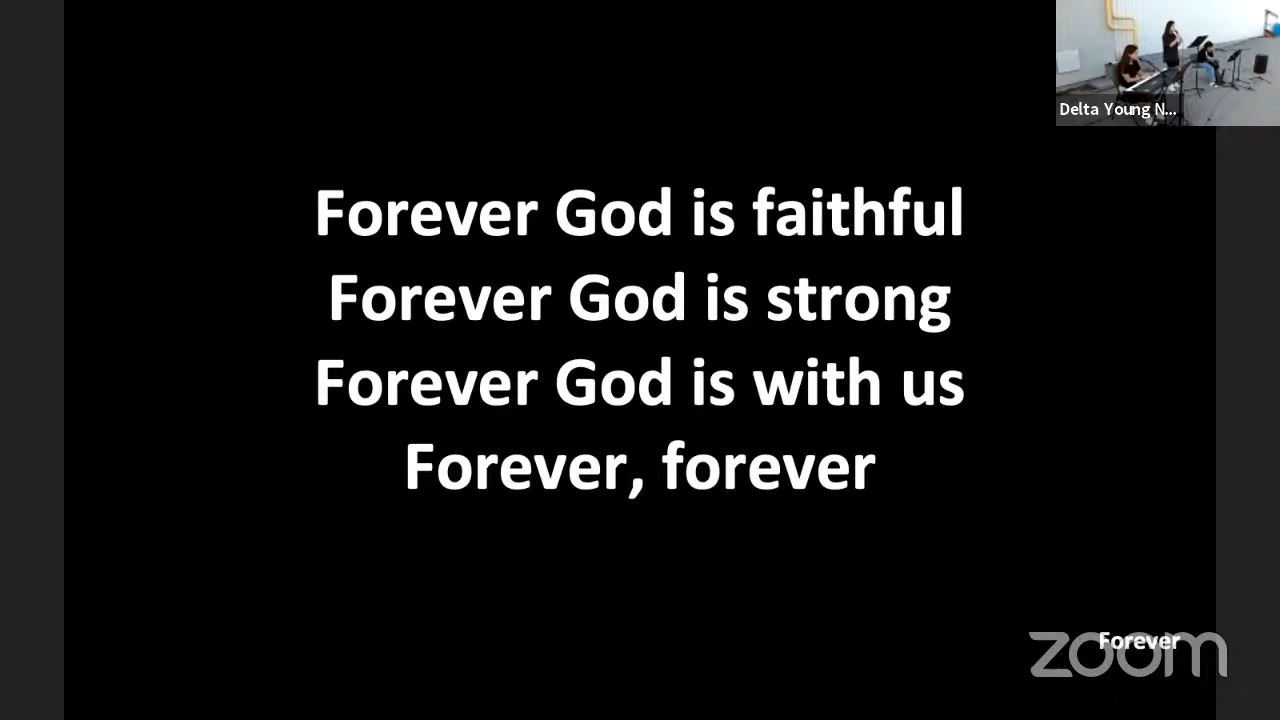 Delta Young N...
Forever God is faithful
Forever God is strong
Forever God is with us
Forever, forever
Forever
zoom